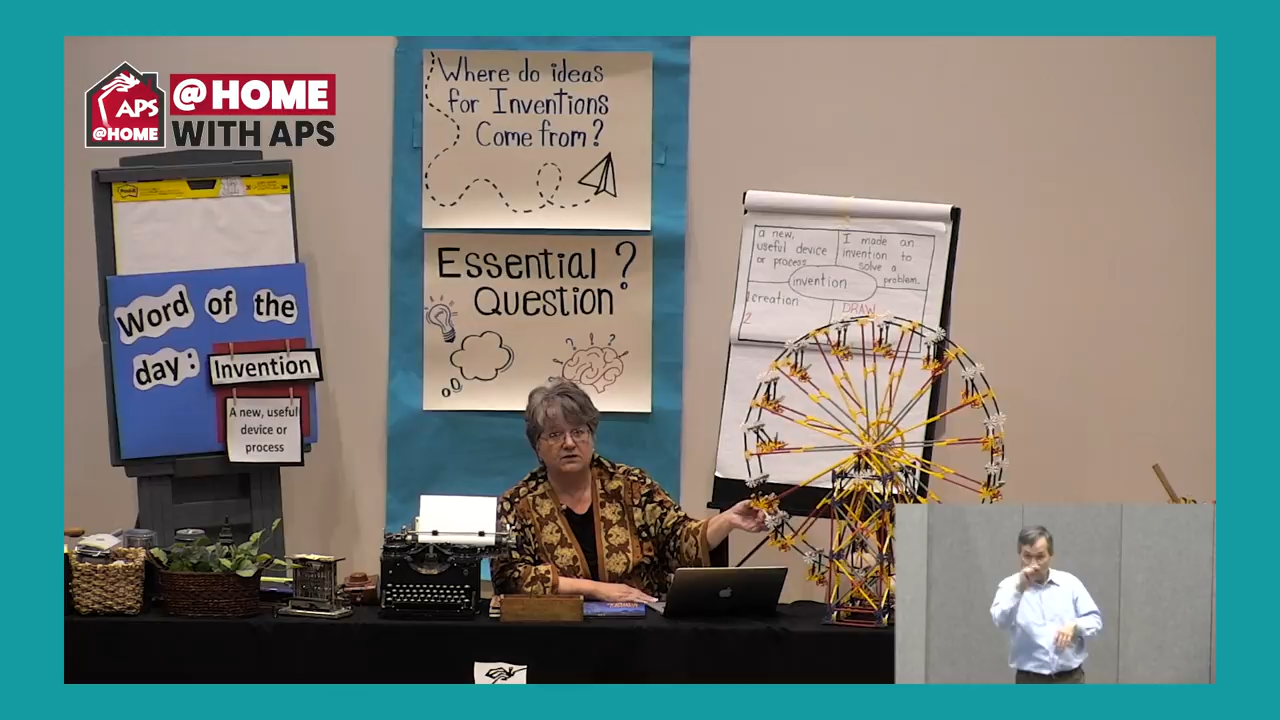 APS
@HOME
@HOME
WITH APS
Where do ideas
for Inventions
Come from?
Essential ?
Question
Word of the
day:
Invention
A new, useful
device or
process
a new,
useful device
or process
I made an
invention to
solve a
problem.
invention
creation
2
DRAW